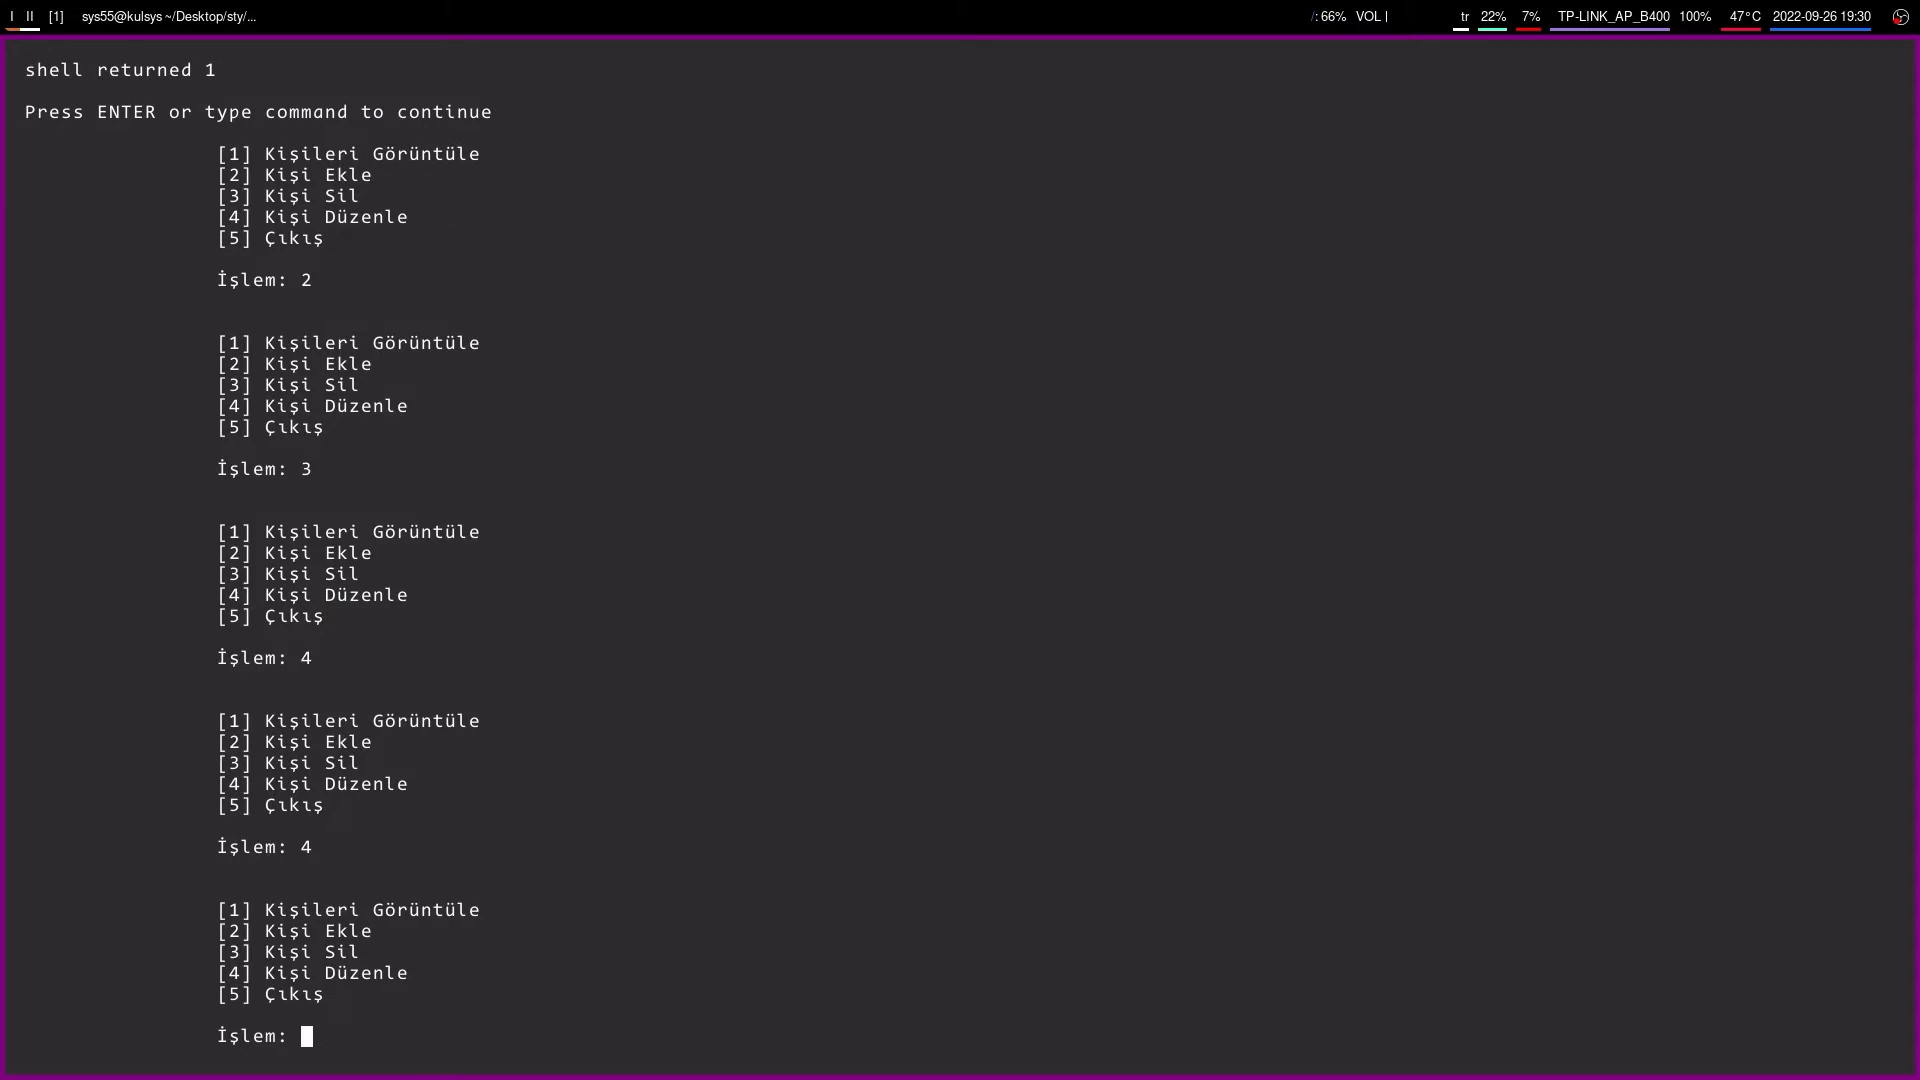 I II [1] sys55@kulsys ~/Desktop/sty/... /: 66% VOL | tr 22% 7% TP-LINK_AP_B400 100% 47°C 2022-09-26 19:30
shell returned 1
Press ENTER or type command to continue
[1] Kişileri Görüntüle
[2] Kişi Ekle
[3] Kişi Sil
[4] Kişi Düzenle
[5] Çıkış
İşlem: 2
[1] Kişileri Görüntüle
[2] Kişi Ekle
[3] Kişi Sil
[4] Kişi Düzenle
[5] Çıkış
İşlem: 3
[1] Kişileri Görüntüle
[2] Kişi Ekle
[3] Kişi Sil
[4] Kişi Düzenle
[5] Çıkış
İşlem: 4
[1] Kişileri Görüntüle
[2] Kişi Ekle
[3] Kişi Sil
[4] Kişi Düzenle
[5] Çıkış
İşlem: 4
[1] Kişileri Görüntüle
[2] Kişi Ekle
[3] Kişi Sil
[4] Kişi Düzenle
[5] Çıkış
İşlem: